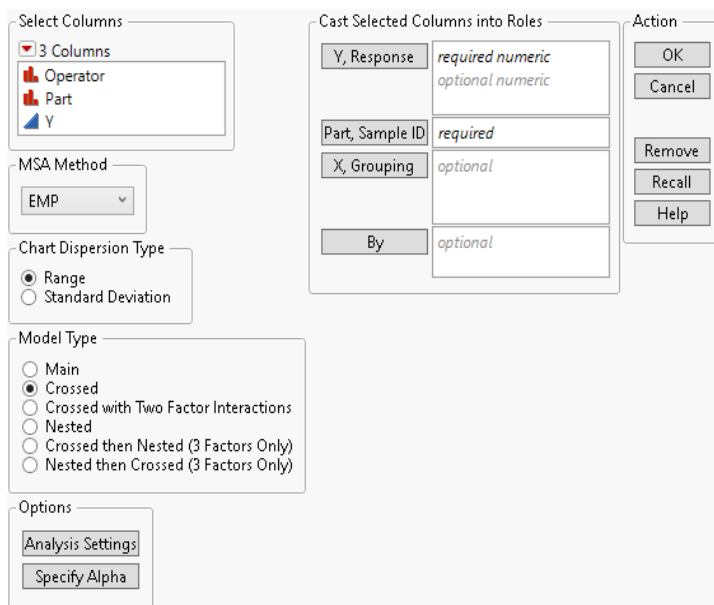 Select Columns
3 Columns
Operator
Part
Y
MSA Method
EMP
Chart Dispersion Type
Range
Standard Deviation
Model Type
Main
Crossed
Crossed with Two Factor Interactions
Nested
Crossed then Nested (3 Factors Only)
Nested then Crossed (3 Factors Only)
Options
Analysis Settings
Specify Alpha
Cast Selected Columns into Roles
Y, Response
required numeric
optional numeric
Part, Sample ID
required
X, Grouping
optional
By
optional
Action
OK
Cancel
Remove
Recall
Help